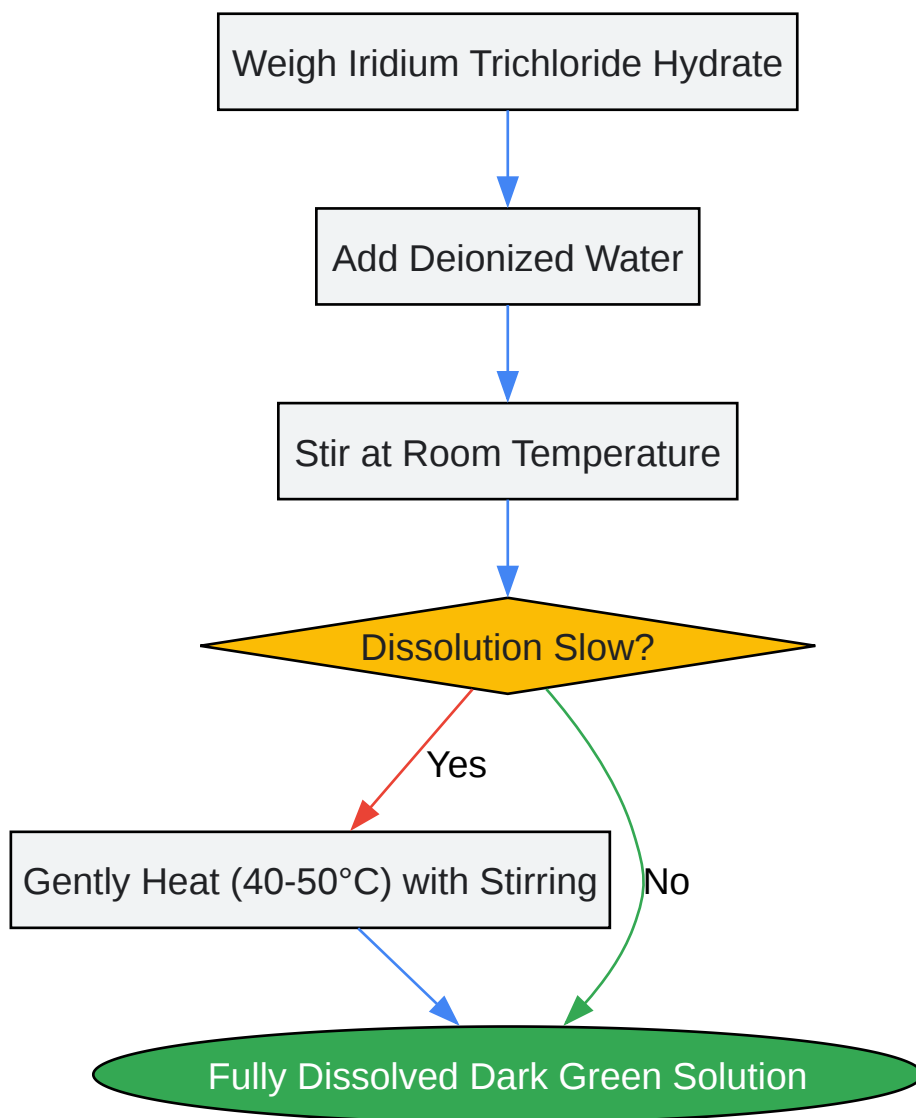 Weigh Iridium Trichloride Hydrate
Add Deionized Water
Stir at Room Temperature
Dissolution Slow?
Yes
Gently Heat (40-50°C) with Stirring
No
Fully Dissolved Dark Green Solution